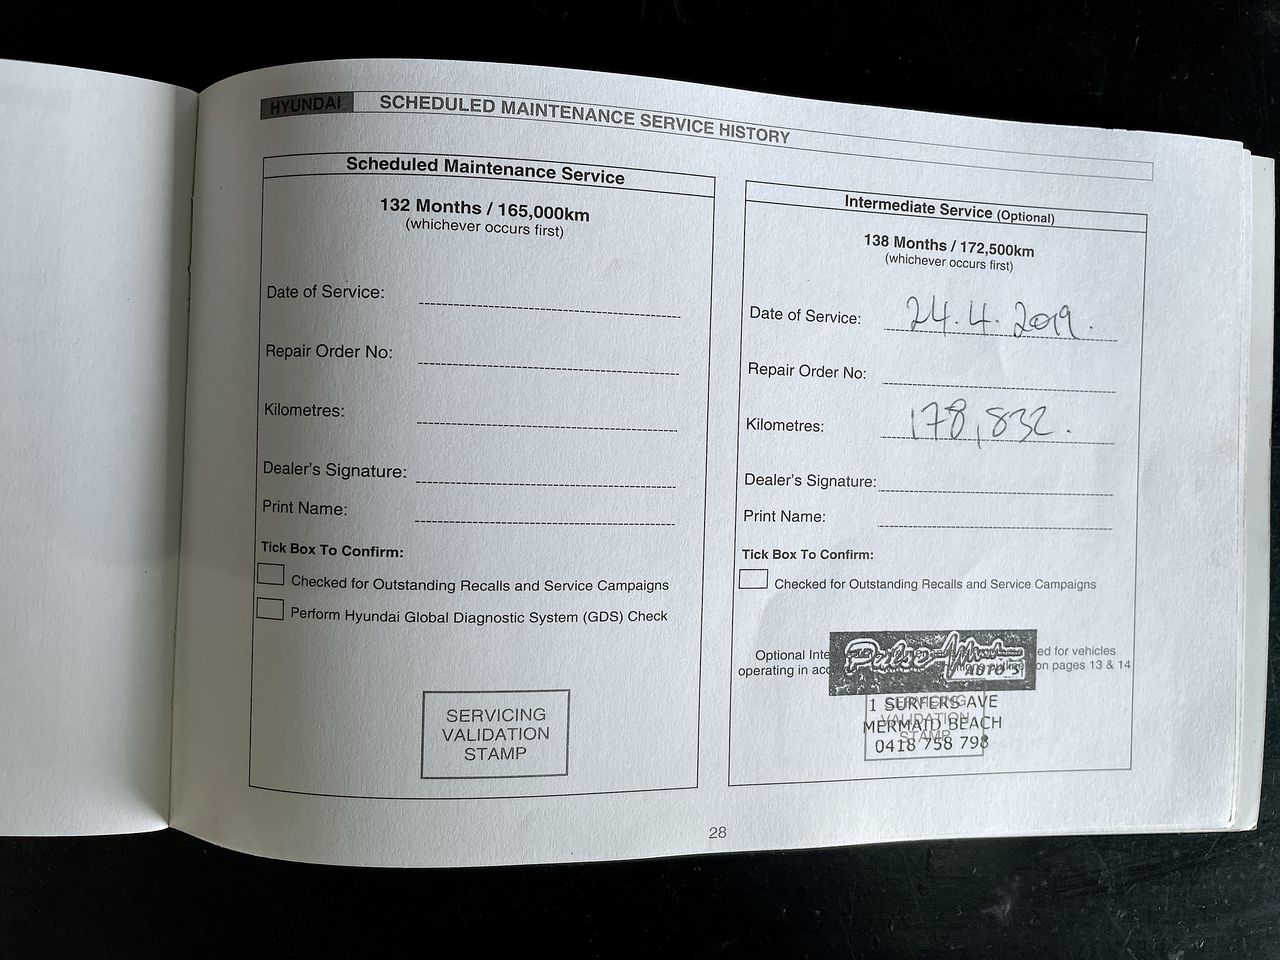 HYUNDAI SCHEDULED MAINTENANCE SERVICE HISTORY
Scheduled Maintenance Service
132 Months / 165,000km
(whichever occurs first)
Date of Service:
Repair Order No:
Kilometres:
Dealer's Signature:
Print Name:
Tick Box To Confirm:
Checked for Outstanding Recalls and Service Campaigns
Perform Hyundai Global Diagnostic System (GDS) Check
SERVICING
VALIDATION
STAMP
Intermediate Service (Optional)
138 Months / 172,500km
(whichever occurs first)
Date of Service: 24.4.2019.
Repair Order No:
Kilometres: 178,832.
Dealer's Signature:
Print Name:
Tick Box To Confirm:
Checked for Outstanding Recalls and Service Campaigns
Optional for vehicles
operating in on pages 13 & 14
Pulse
AUTO'S
SERVICING
VALIDATION
STAMP
1 SURFERS AVE
MERMAID BEACH
0418 758 798
28